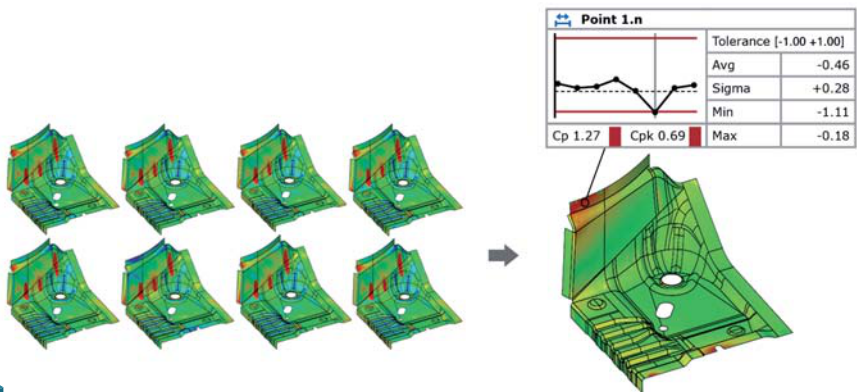 Point 1.n
Tolerance [-1.00 +1.00]
Avg -0.46
Sigma +0.28
Min -1.11
Cp 1.27 Cpk 0.69 Max -0.18